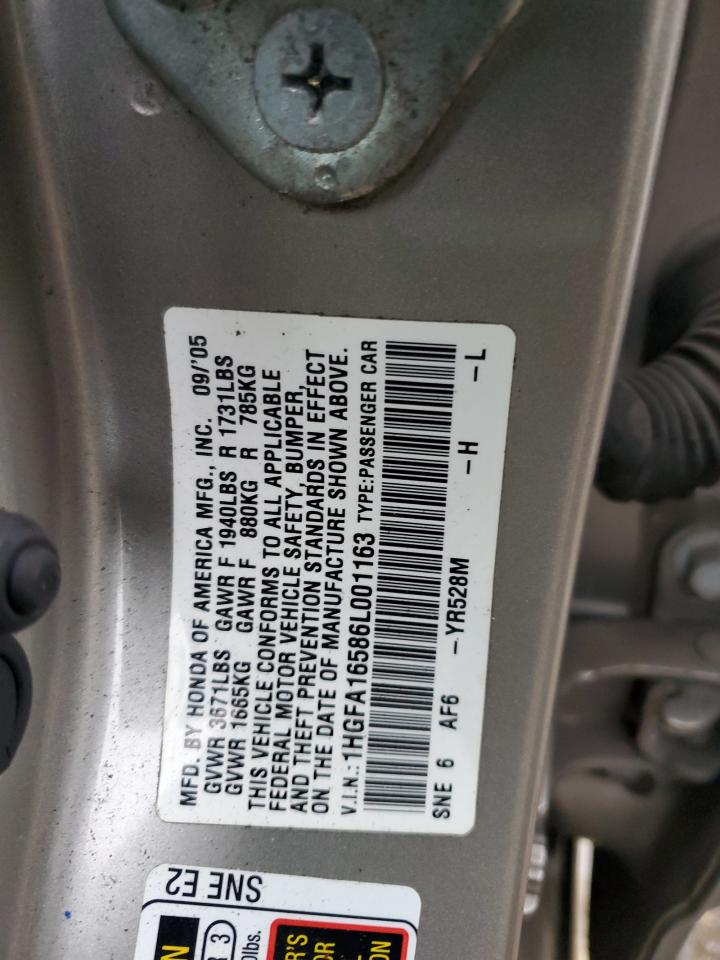 MFD. BY HONDA OF AMERICA MFG., INC. 09/'05
GVWR 3671LBS GAWR F 1940LBS R 1731LBS
GVWR 1665KG GAWR F 880KG R 785KG
THIS VEHICLE CONFORMS TO ALL APPLICABLE
FEDERAL MOTOR VEHICLE SAFETY, BUMPER,
AND THEFT PREVENTION STANDARDS IN EFFECT
ON THE DATE OF MANUFACTURE SHOWN ABOVE.
V.I.N.: 1HGFA16586L001163 TYPE:PASSENGER CAR
SNE 6 AF6 -YR528M -H -L
SNE E2
3
lbs.